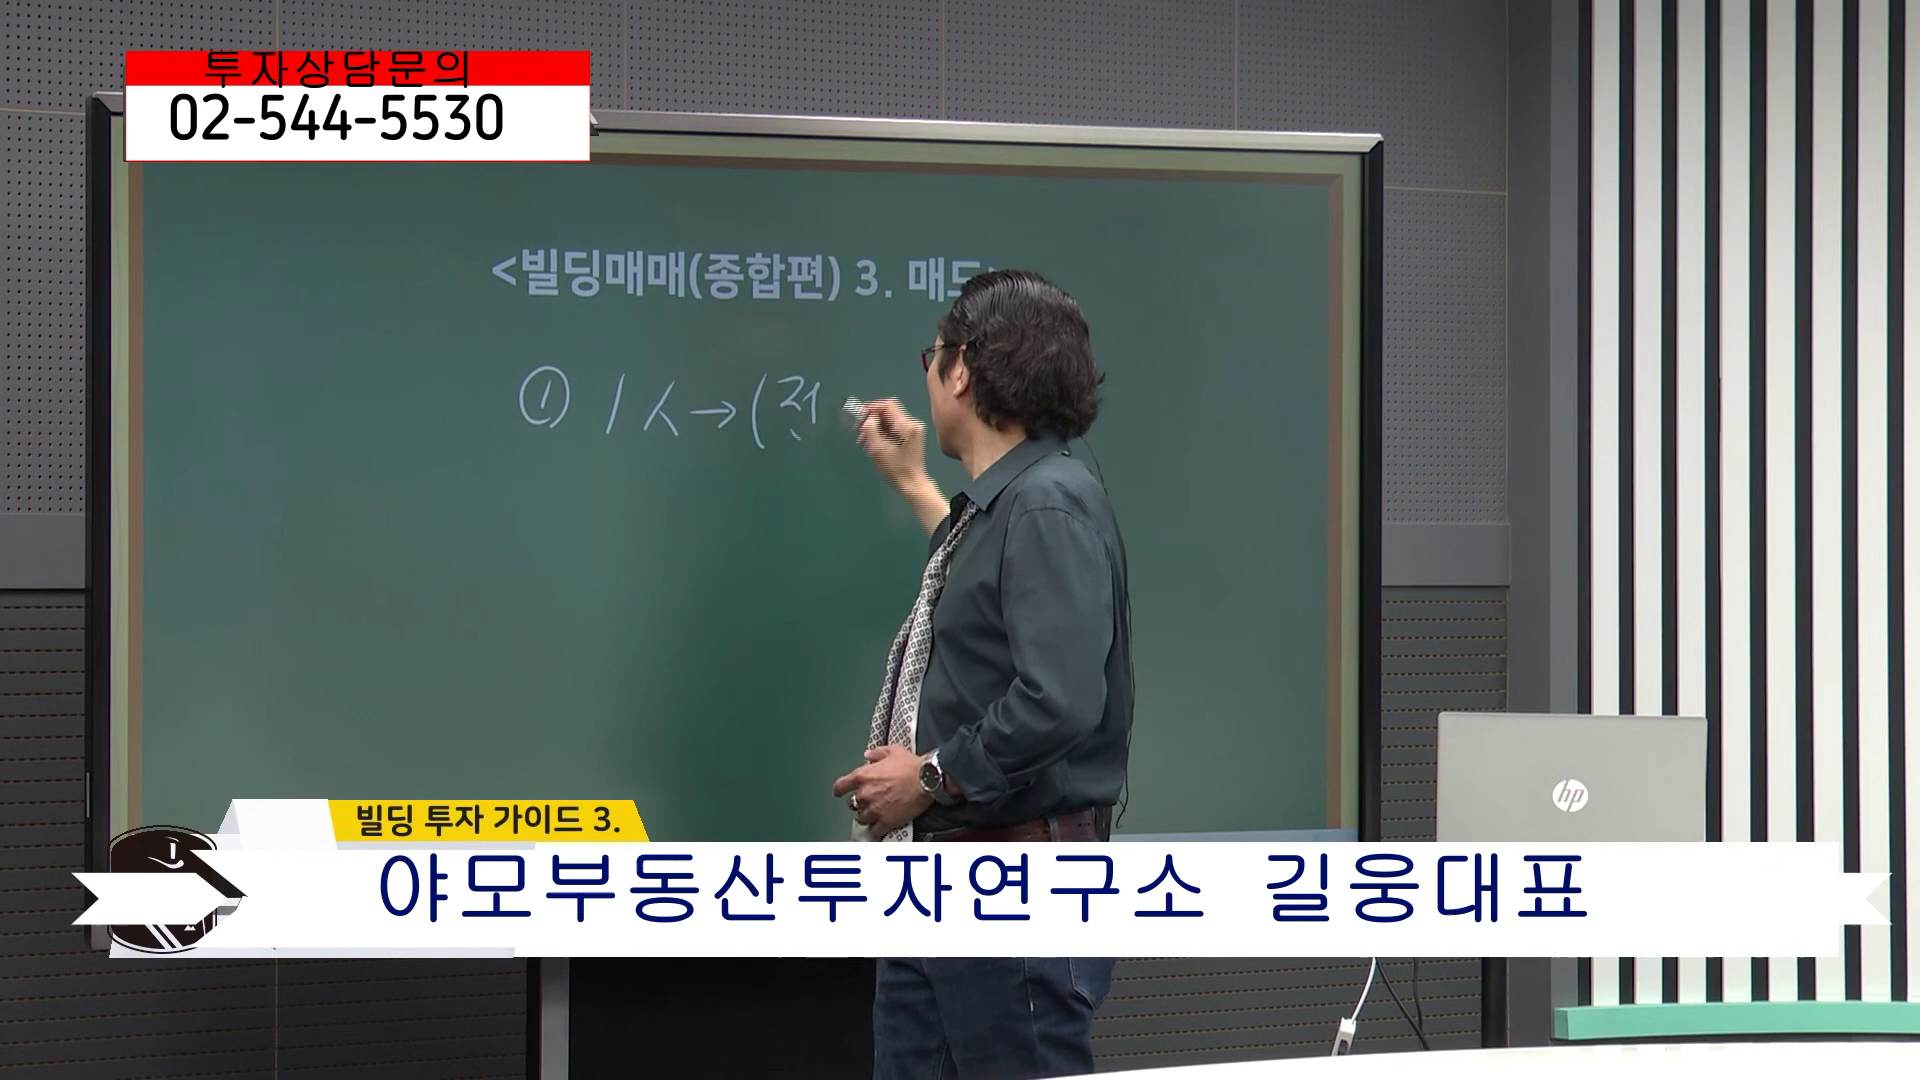 투자상담문의
02-544-5530
<빌딩매매(종합편) 3. 매도>
① 1人→(전
빌딩 투자 가이드 3.
야모부동산투자연구소 길웅대표
hp